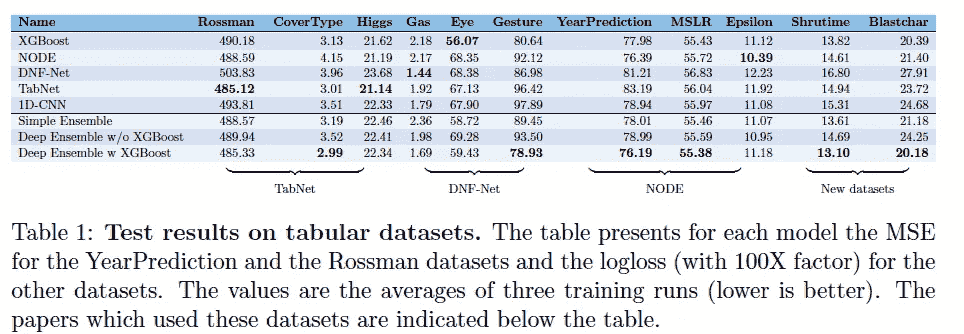 Name Rossman CoverType Higgs Gas Eye Gesture YearPrediction MSLR Epsilon Shrutime Blastchar
XGBoost 490.18 3.13 21.62 2.18 56.07 80.64 77.98 55.43 11.12 13.82 20.39
NODE 488.59 4.15 21.19 2.17 68.35 92.12 76.39 55.72 10.39 14.61 21.40
DNF-Net 503.83 3.96 23.68 1.44 68.38 86.98 81.21 56.83 12.23 16.80 27.91
TabNet 485.12 3.01 21.14 1.92 67.13 96.42 83.19 56.04 11.92 14.94 23.72
1D-CNN 493.81 3.51 22.33 1.79 67.90 97.89 78.94 55.97 11.08 15.31 24.68
Simple Ensemble 488.57 3.19 22.46 2.36 58.72 89.45 78.01 55.46 11.07 13.61 21.18
Deep Ensemble w/o XGBoost 489.94 3.52 22.41 1.98 69.28 93.50 78.99 55.59 10.95 14.69 24.25
Deep Ensemble w XGBoost 485.33 2.99 22.34 1.69 59.43 78.93 76.19 55.38 11.18 13.10 20.18
TabNet DNF-Net NODE New datasets
Table 1: Test results on tabular datasets. The table presents for each model the MSE
for the YearPrediction and the Rossman datasets and the logloss (with 100X factor) for the
other datasets. The values are the averages of three training runs (lower is better). The
papers which used these datasets are indicated below the table.